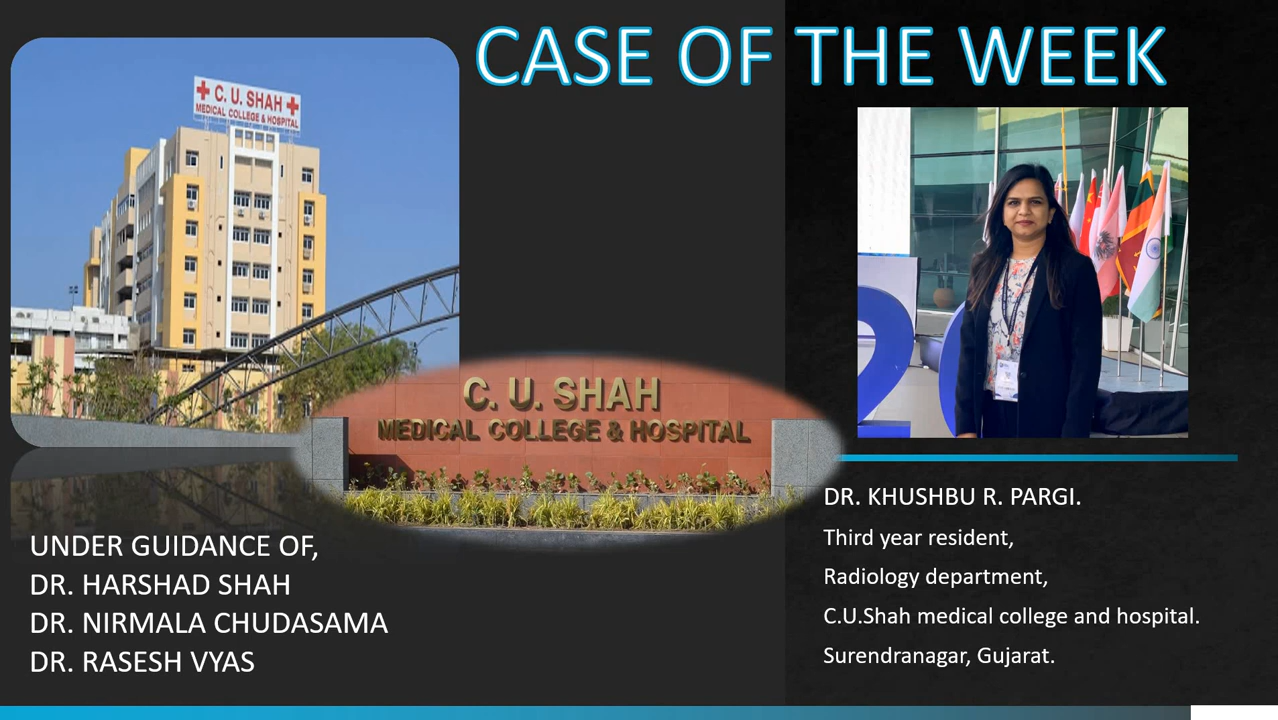 CASE OF THE WEEK
C. U. SHAH
MEDICAL COLLEGE & HOSPITAL
C. U. SHAH
MEDICAL COLLEGE & HOSPITAL
UNDER GUIDANCE OF,
DR. HARSHAD SHAH
DR. NIRMALA CHUDASAMA
DR. RASESH VYAS
DR. KHUSHBU R. PARGI.
Third year resident,
Radiology department,
C.U.Shah medical college and hospital.
Surendranagar, Gujarat.